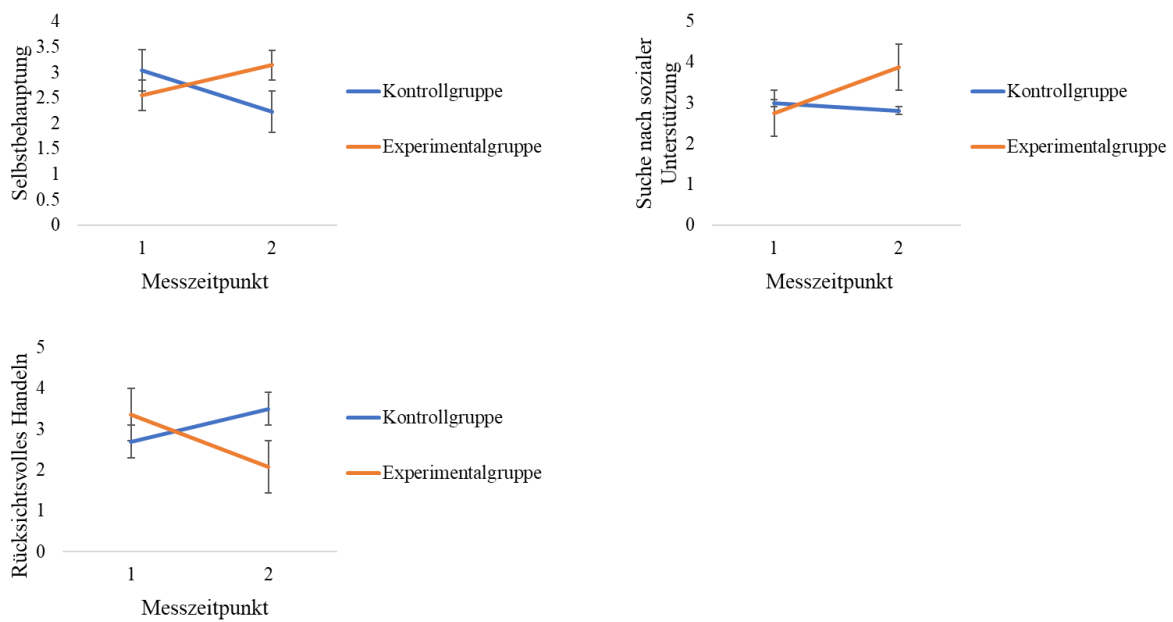 Selbstbehauptung
4
3.5
3
2.5
2
1.5
1
0.5
0
1
2
Messzeitpunkt
Kontrollgruppe
Experimentalgruppe
Suche nach sozialer
Unterstützung
5
4
3
2
1
0
1
2
Messzeitpunkt
Kontrollgruppe
Experimentalgruppe
Rücksichtsvolles Handeln
5
4
3
2
1
0
1
2
Messzeitpunkt
Kontrollgruppe
Experimentalgruppe